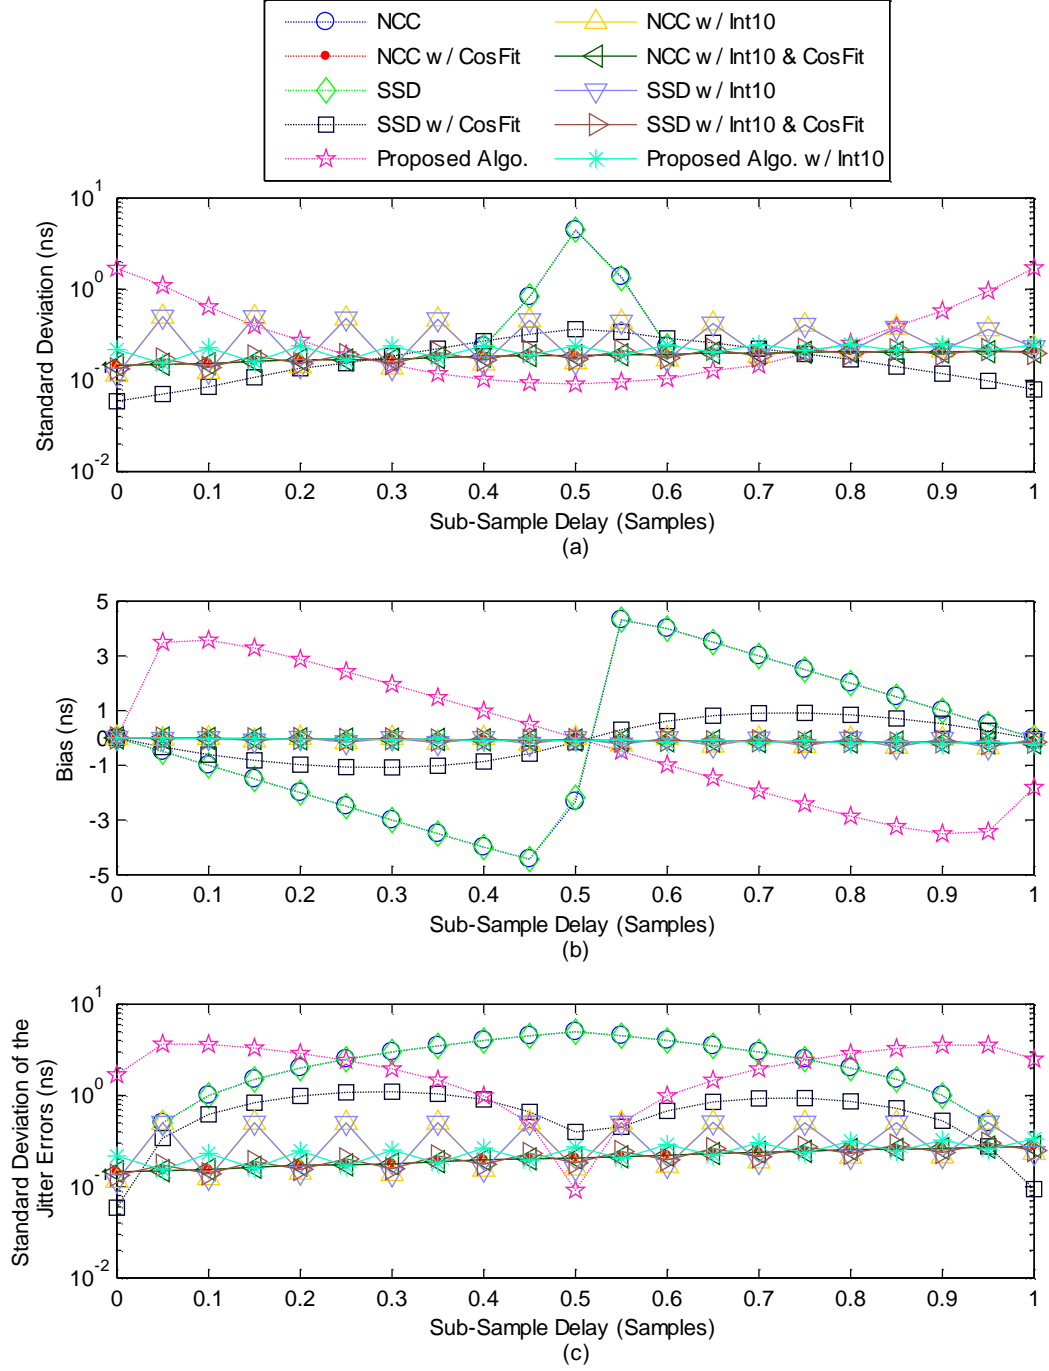 NCC
NCC w / CosFit
SSD
SSD w / CosFit
Proposed Algo.
NCC w / Int10
NCC w / Int10 & CosFit
SSD w / Int10
SSD w / Int10 & CosFit
Proposed Algo. w / Int10
Standard Deviation (ns)
10^1
10^0
10^-1
10^-2
0 0.1 0.2 0.3 0.4 0.5 0.6 0.7 0.8 0.9 1
Sub-Sample Delay (Samples)
(a)
Bias (ns)
5
3
1
0
-1
-3
-5
0 0.1 0.2 0.3 0.4 0.5 0.6 0.7 0.8 0.9 1
Sub-Sample Delay (Samples)
(b)
Standard Deviation of the
Jitter Errors (ns)
10^1
10^0
10^-1
10^-2
0 0.1 0.2 0.3 0.4 0.5 0.6 0.7 0.8 0.9 1
Sub-Sample Delay (Samples)
(c)